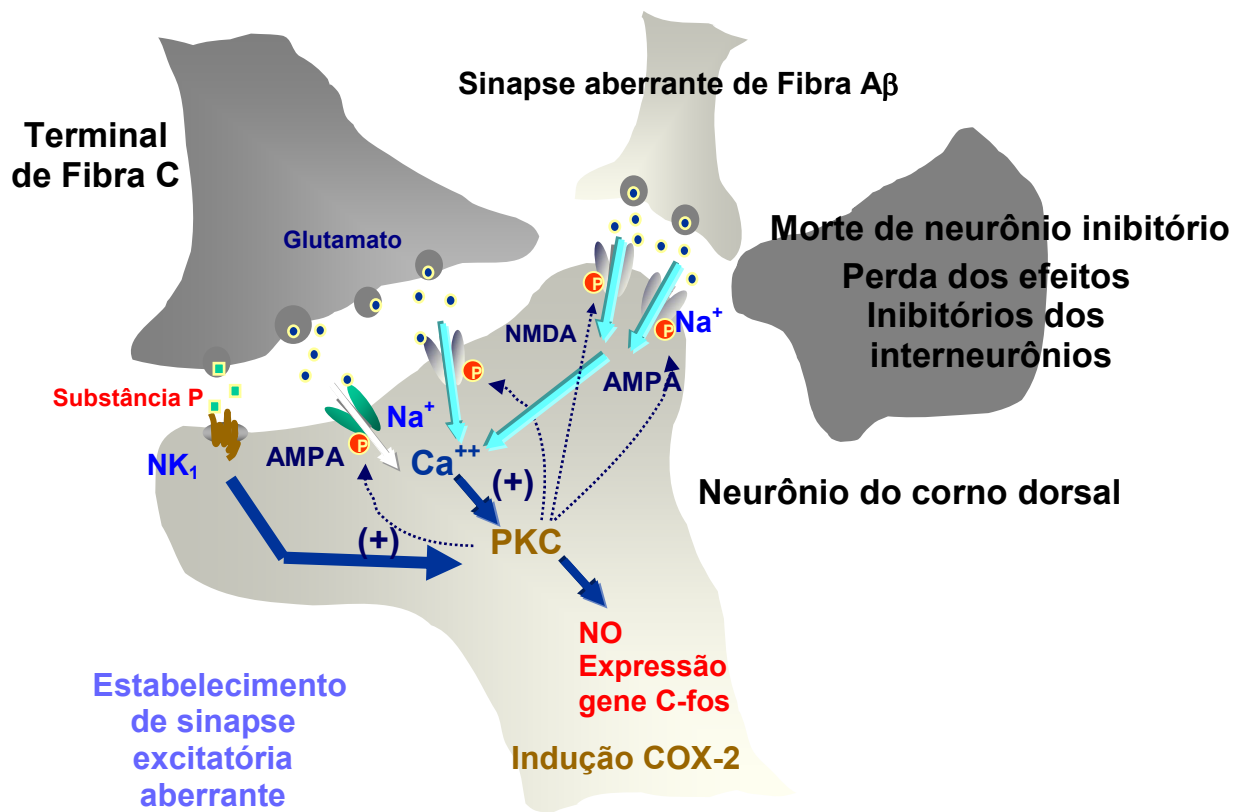 Sinapse aberrante de Fibra Aβ
Terminal
de Fibra C
Glutamato
Morte de neurônio inibitório
Perda dos efeitos
Inibitórios dos
interneurônios
P
P
Na⁺
NMDA
AMPA
P
Substância P
Na⁺
P
AMPA
NK₁
Ca⁺⁺
(+)
(+)
PKC
Neurônio do corno dorsal
NO
Expressão
gene C-fos
Indução COX-2
Estabelecimento
de sinapse
excitatória
aberrante